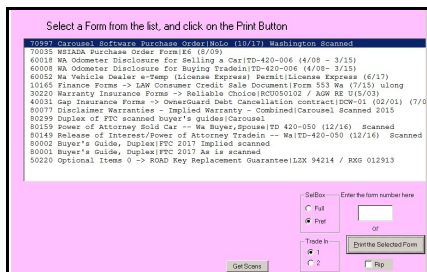 Select a Form from the list, and click on the Print Button
70997 Carousel Software Purchase Order|NoLo (10/17) Washington Scanned
70035 WSIADA Purchase Order Form|E6 (8/09)
60018 WA Odometer Disclosure for Selling a Car|TD-420-006 (4/08 - 3/15)
60008 WA Odometer Disclosure for Buying Tradein|TD-420-006 (4/08- 3/15)
60052 Wa Vehicle Dealer e-Temp (License Express) Permit|License Express (6/17)
10165 Finance Forms -> LAW Consumer Credit Sale Document|Form 553 Wa (7/15) ulong
30220 Warranty Insurance Forms -> Reliable Choice|RCU050102 / AGW RE U(5/03)
40031 Gap Insurance Forms -> OwnerGuard Debt Cancellation contract|DCW-01 (02/01) (7/0
80077 Disclaimer Warranties - Implied Warranty - Combined|Carousel Scanned 2015
80299 Duplex of FTC scanned buyer's guides|Carousel
80159 Power of Attorney Sold Car -- Wa Buyer,Spouse|TD 420-050 (12/16) Scanned
80149 Release of Interest/Power of Attorney Tradein -- Wa|TD-420-050 (12/16) Scanned
80002 Buyer's Guide, Duplex|FTC 2017 Implied scanned
80001 Buyer's Guide, Duplex|FTC 2017 As is scanned
50220 Optional Items 0 -> ROAD Key Replacement Guarantee|LZX 94214 / RXG 012913
SelBox
Full
Pref
Enter the form number here
or
Trade In
1
2
Print the Selected Form
Get Scans
Flip